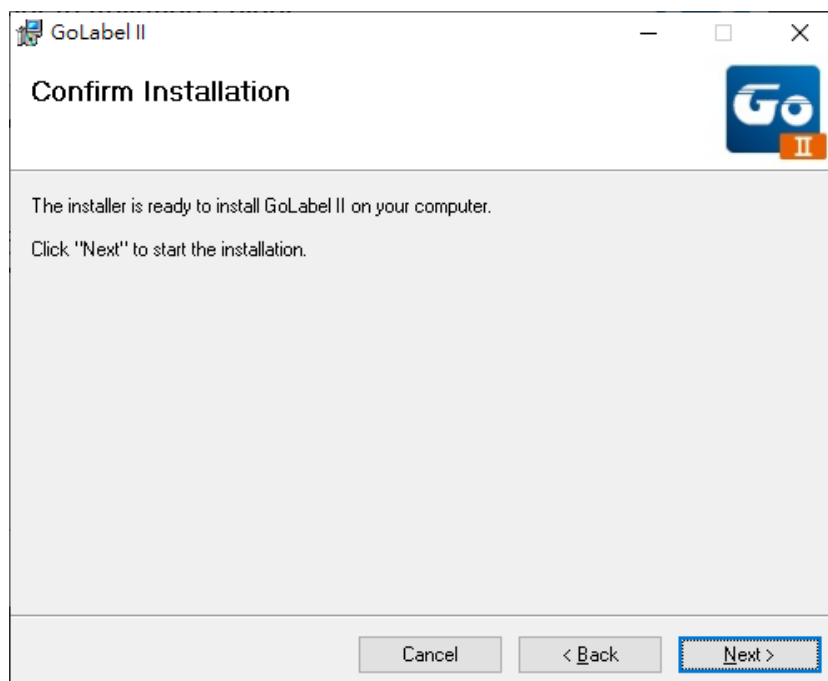 GoLabel II
Confirm Installation
Go
II
The installer is ready to install GoLabel II on your computer.
Click "Next" to start the installation.
Cancel
< Back
Next >